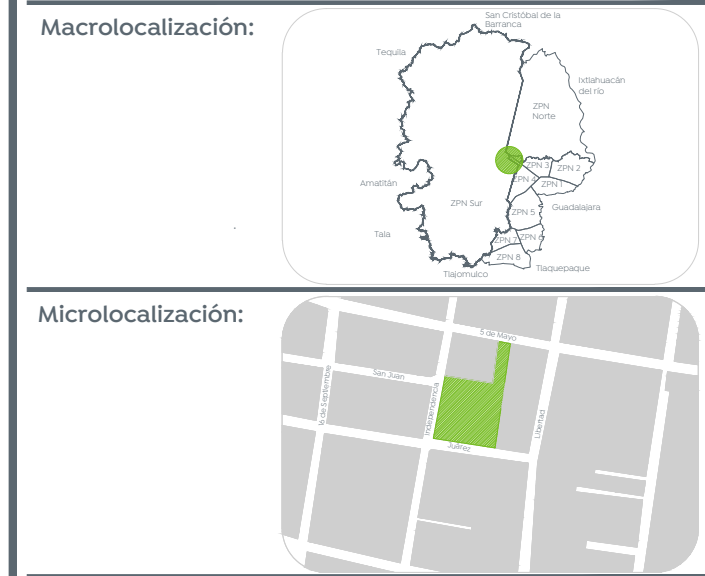 Macrolocalización:
San Cristóbal de la
Barranca
Tequila
Ixtlahuacán
del río
ZPN
Norte
ZPN 3
ZPN 2
ZPN 4
ZPN 1
Amatitán
ZPN Sur
ZPN 5
Guadalajara
Tala
ZPN 7
ZPN 6
ZPN 8
Tlaquepaque
Tlajomulco
Microlocalización:
5 de Mayo
San Juan
16 de Septiembre
Independencia
Libertad
Juárez